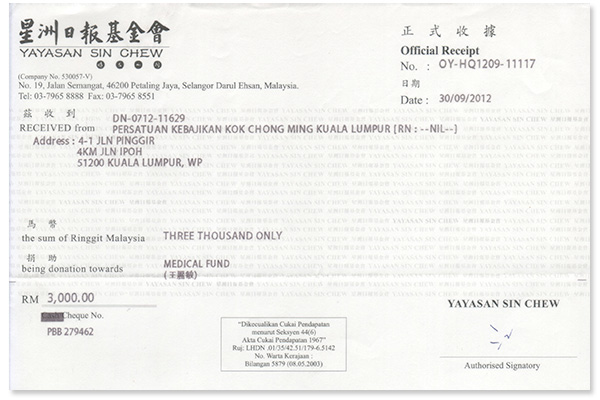 星洲日報基金會
YAYASAN SIN CHEW
(Company No. 530057-V)
No. 19, Jalan Semangat, 46200 Petaling Jaya, Selangor Darul Ehsan, Malaysia.
Tel: 03-7965 8888 Fax: 03-7965 8551
正式收據
Official Receipt
No. : OY-HQ1209-11117
日期
Date : 30/09/2012
茲收到
DN-0712-11629
RECEIVED from PERSATUAN KEBAJIKAN KOK CHONG MING KUALA LUMPUR [RN : --NIL--]
Address : 4-1 JLN PINGGIR
4KM JLN IPOH
51200 KUALA LUMPUR, WP
馬幣
the sum of Ringgit Malaysia THREE THOUSAND ONLY
捐助
being donation towards MEDICAL FUND
(王麗敏)
RM 3,000.00
Cash Cheque No.
PBB 279462
"Dikecualikan Cukai Pendapatan
menurut Seksyen 44(6)
Akta Cukai Pendapatan 1967"
Ruj: LHDN .01/35/42.51/179-6.5142
No. Warta Kerajaan :
Bilangan 5879 (08.05.2003)
YAYASAN SIN CHEW
Authorised Signatory